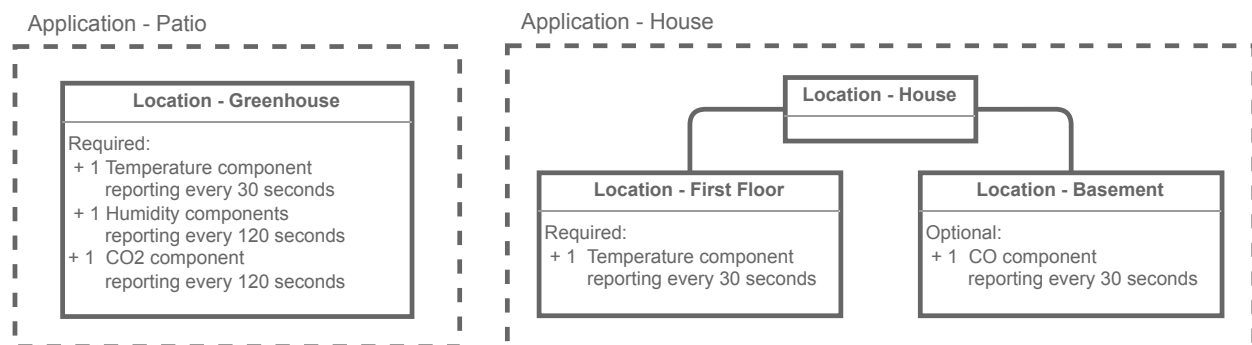 Application - Patio
Location - Greenhouse
Required:
+ 1 Temperature component
reporting every 30 seconds
+ 1 Humidity components
reporting every 120 seconds
+ 1 CO2 component
reporting every 120 seconds
Application - House
Location - House
Location - First Floor
Required:
+ 1 Temperature component
reporting every 30 seconds
Location - Basement
Optional:
+ 1 CO component
reporting every 30 seconds